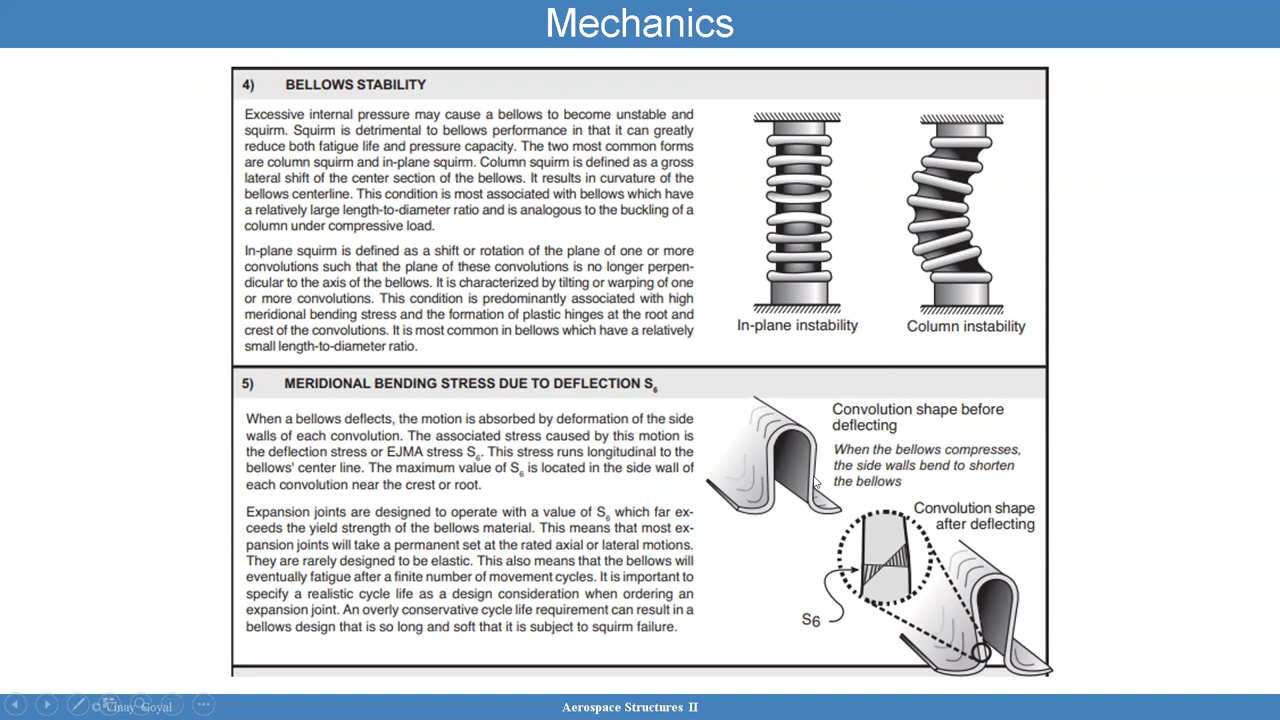 Mechanics
4) BELLOWS STABILITY
Excessive internal pressure may cause a bellows to become unstable and
squirm. Squirm is detrimental to bellows performance in that it can greatly
reduce both fatigue life and pressure capacity. The two most common forms
are column squirm and in-plane squirm. Column squirm is defined as a gross
lateral shift of the center section of the bellows. It results in curvature of the
bellows centerline. This condition is most associated with bellows which have
a relatively large length-to-diameter ratio and is analogous to the buckling of a
column under compressive load.
In-plane squirm is defined as a shift or rotation of the plane of one or more
convolutions such that the plane of these convolutions is no longer perpen-
dicular to the axis of the bellows. It is characterized by tilting or warping of one
or more convolutions. This condition is predominantly associated with high
meridional bending stress and the formation of plastic hinges at the root and
crest of the convolutions. It is most common in bellows which have a relatively
small length-to-diameter ratio.
In-plane instability
Column instability
5) MERIDIONAL BENDING STRESS DUE TO DEFLECTION S6
When a bellows deflects, the motion is absorbed by deformation of the side
walls of each convolution. The associated stress caused by this motion is
the deflection stress or EJMA stress S6. This stress runs longitudinal to the
bellows' center line. The maximum value of S6 is located in the side wall of
each convolution near the crest or root.
Expansion joints are designed to operate with a value of S6 which far ex-
ceeds the yield strength of the bellows material. This means that most ex-
pansion joints will take a permanent set at the rated axial or lateral motions.
They are rarely designed to be elastic. This also means that the bellows will
eventually fatigue after a finite number of movement cycles. It is important to
specify a realistic cycle life as a design consideration when ordering an
expansion joint. An overly conservative cycle life requirement can result in a
bellows design that is so long and soft that it is subject to squirm failure.
Convolution shape before
deflecting
When the bellows compresses,
the side walls bend to shorten
the bellows
Convolution shape
after deflecting
S6
© Vinay Goyal
Aerospace Structures II